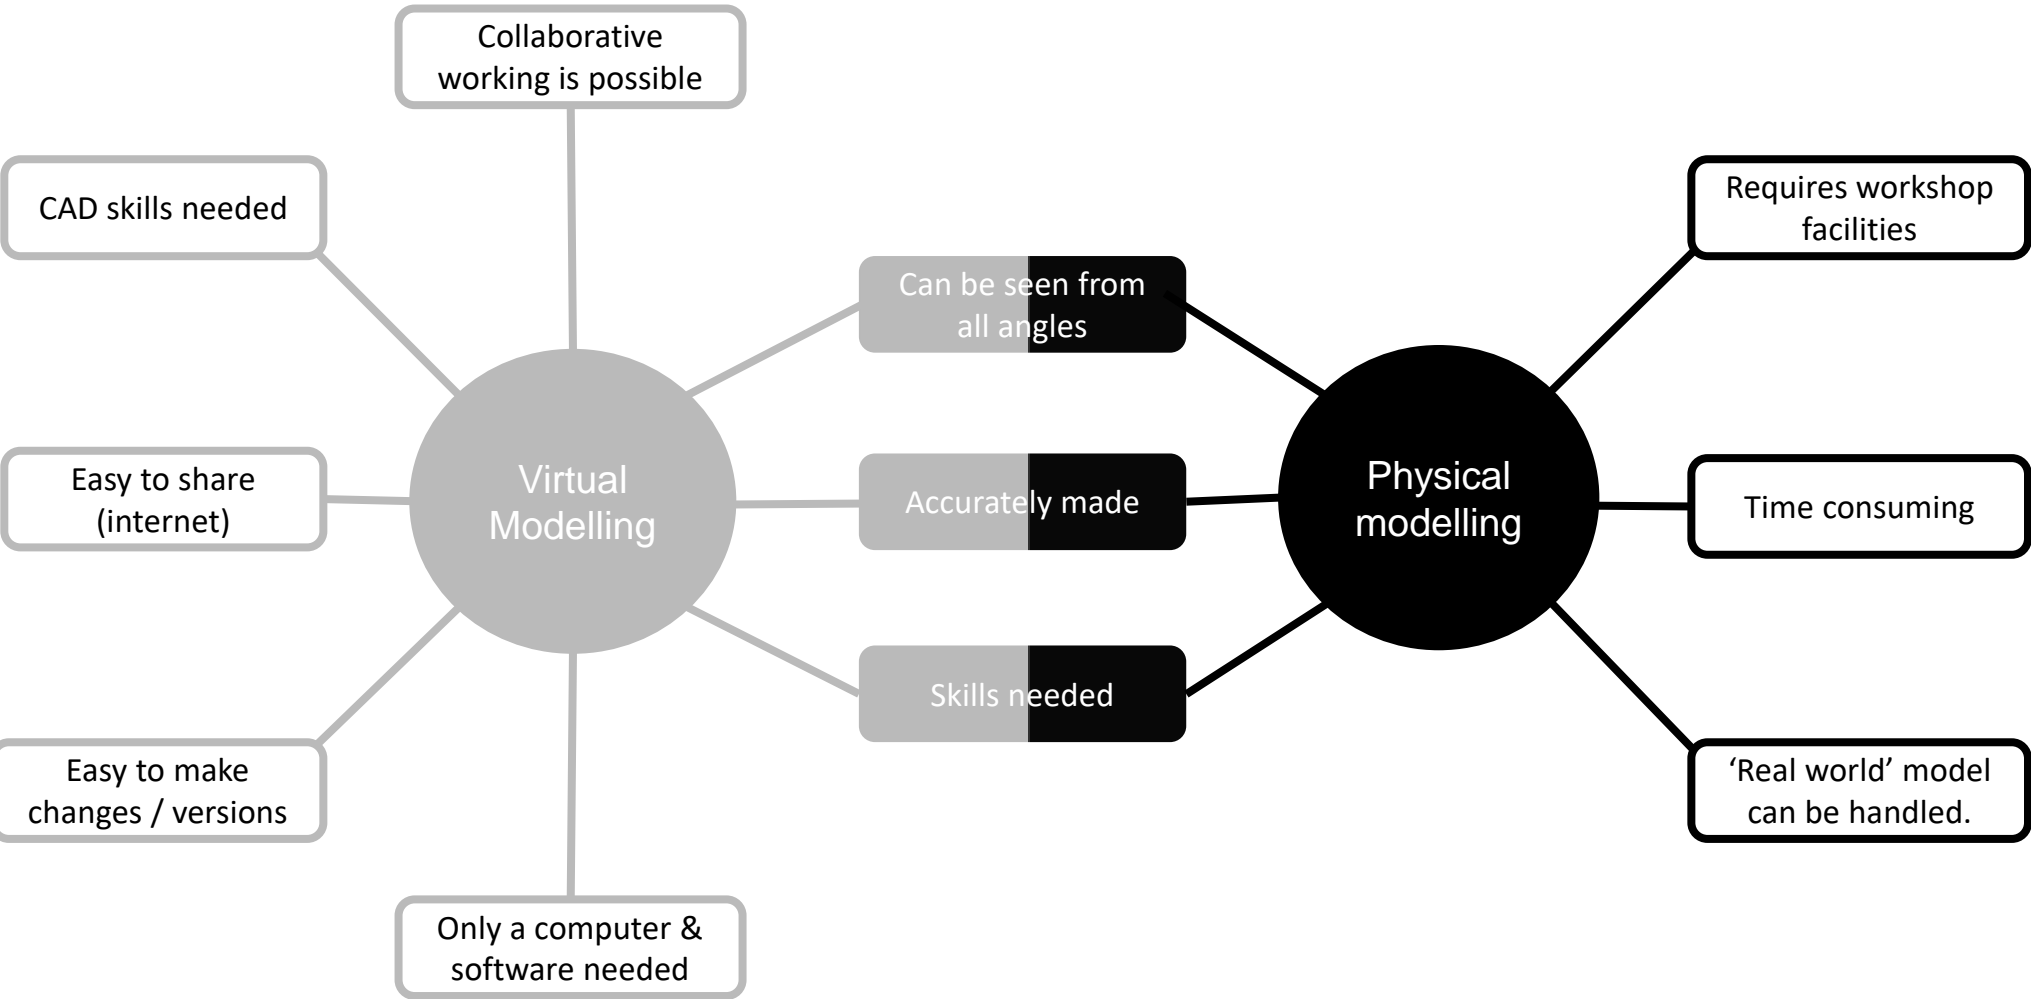 Collaborative
working is possible
CAD skills needed
Requires workshop
facilities
Can be seen from
all angles
Easy to share
(internet)
Virtual
Modelling
Accurately made
Physical
modelling
Time consuming
Skills needed
Easy to make
changes / versions
‘Real world’ model
can be handled.
Only a computer &
software needed